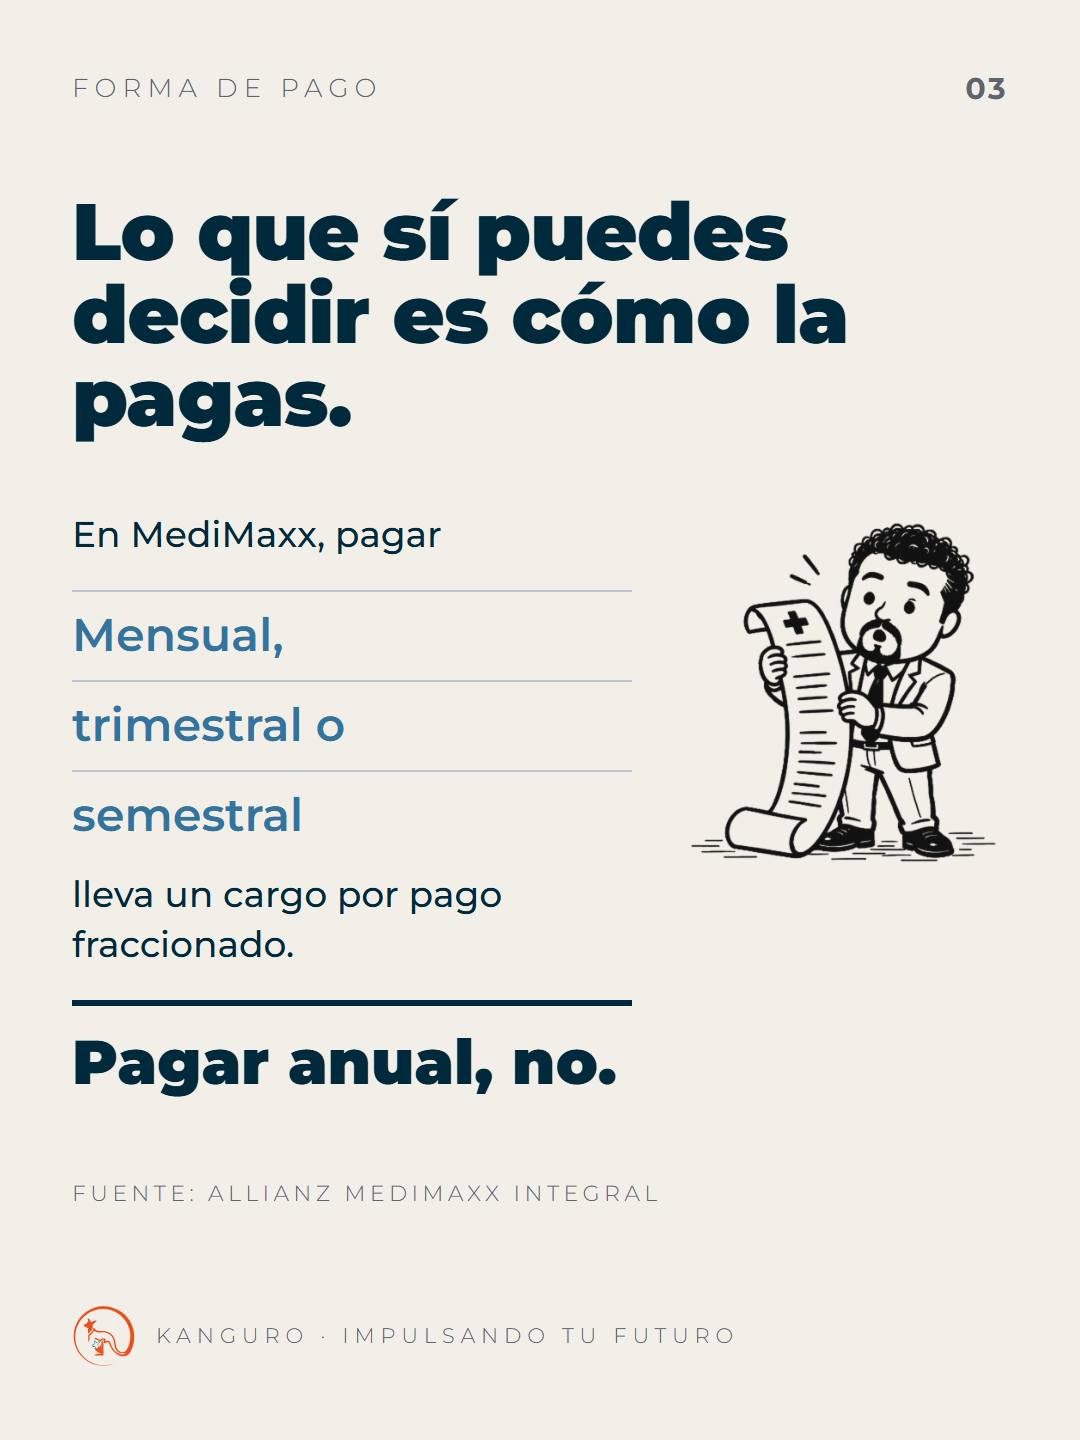 FORMA DE PAGO
03
Lo que sí puedes
decidir es cómo la
pagas.
En MediMaxx, pagar
Mensual,
trimestral o
semestral
lleva un cargo por pago
fraccionado.
Pagar anual, no.
FUENTE: ALLIANZ MEDIMAXX INTEGRAL
KANGURO · IMPULSANDO TU FUTURO